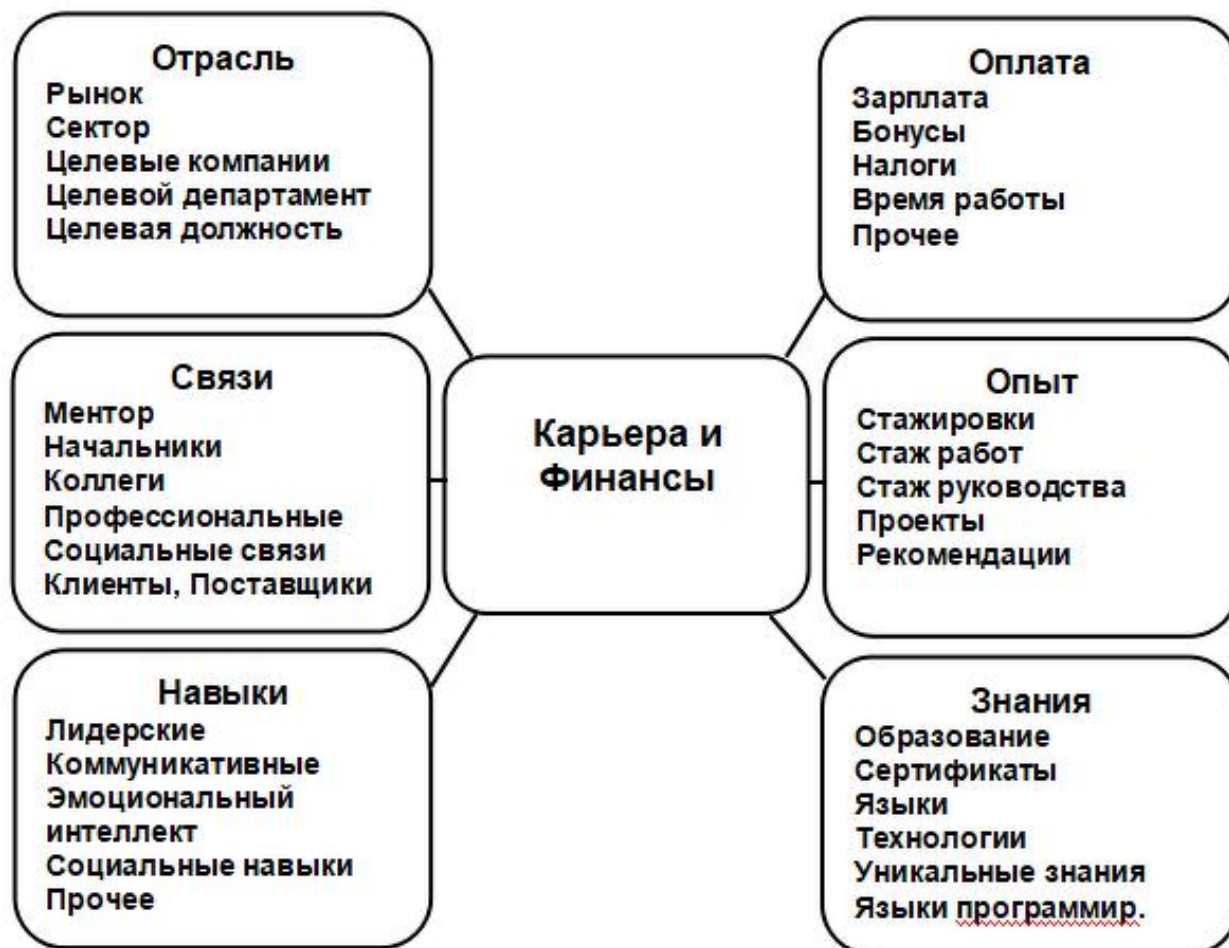 Отрасль
Рынок
Сектор
Целевые компании
Целевой департамент
Целевая должность
Оплата
Зарплата
Бонусы
Налоги
Время работы
Прочее
Связи
Ментор
Начальники
Коллеги
Профессиональные
Социальные связи
Клиенты, Поставщики
Карьера и
Финансы
Опыт
Стажировки
Стаж работ
Стаж руководства
Проекты
Рекомендации
Навыки
Лидерские
Коммуникативные
Эмоциональный
интеллект
Социальные навыки
Прочее
Знания
Образование
Сертификаты
Языки
Технологии
Уникальные знания
Языки программир.